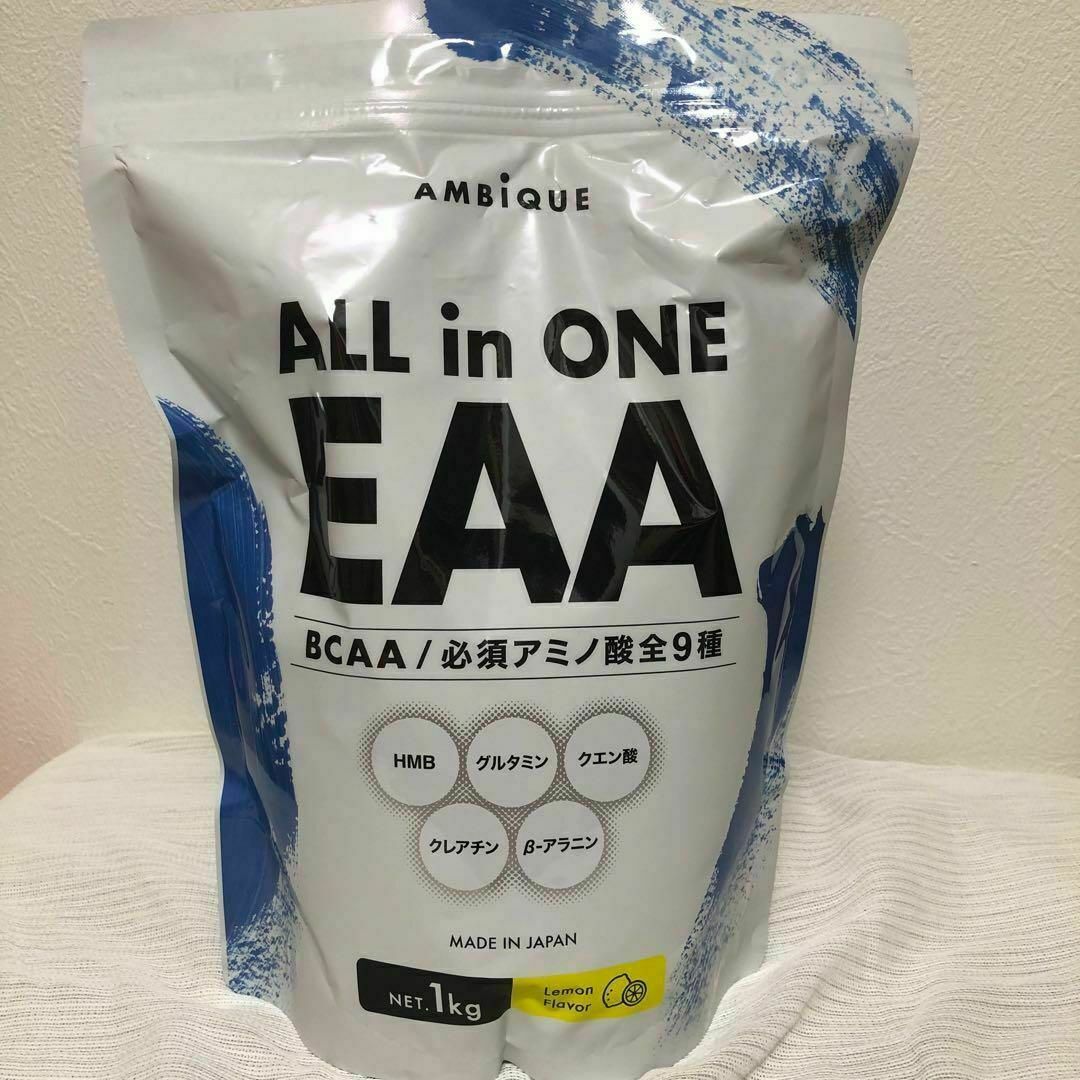 AMBiQUE
ALL in ONE
EAA
BCAA / 必須アミノ酸全9種
HMB
グルタミン
クエン酸
クレアチン
β-アラニン
MADE IN JAPAN
NET. 1kg
Lemon
Flavor